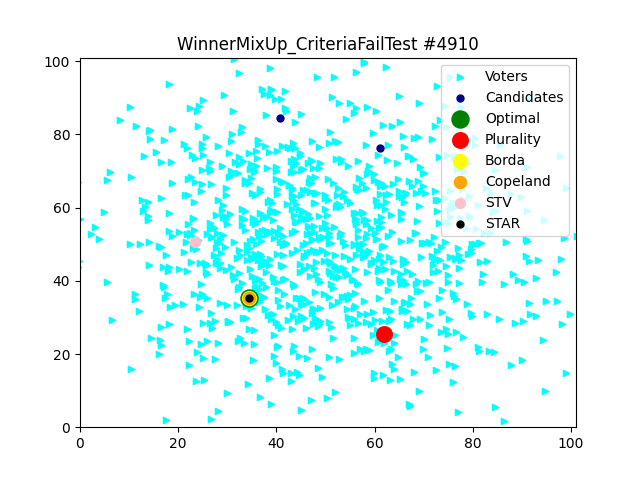 WinnerMixUp_CriteriaFailTest #4910
100
80
60
40
20
0
0
20
40
60
80
100
Voters
Candidates
Optimal
Plurality
Borda
Copeland
STV
STAR